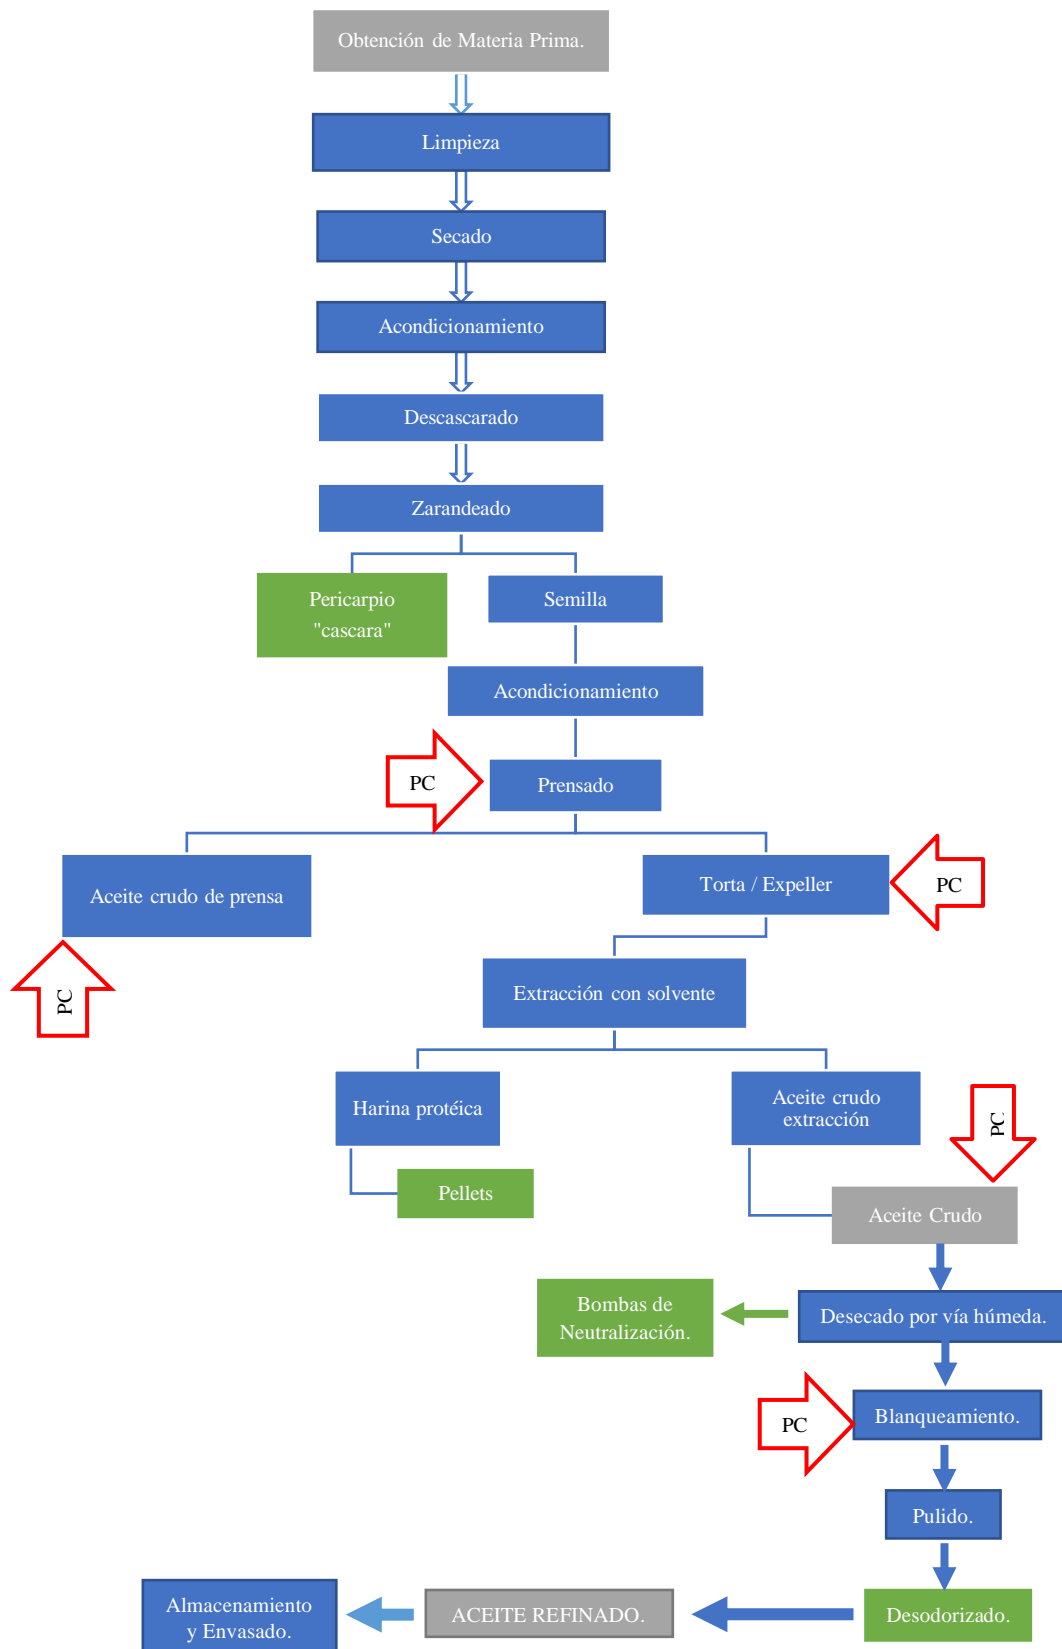 Obtención de Materia Prima.
Limpieza
Secado
Acondicionamiento
Descascarado
Zarandeado
Pericarpio
"cascara"
Semilla
Acondicionamiento
PC
Prensado
Aceite crudo de prensa
Torta / Expeller
PC
PC
Extracción con solvente
Harina protéica
Aceite crudo
extracción
PC
Pellets
Aceite Crudo
Bombas de
Neutralización.
Desecado por vía húmeda.
PC
Blanqueamiento.
Pulido.
Almacenamiento
y Envasado.
ACEITE REFINADO.
Desodorizado.